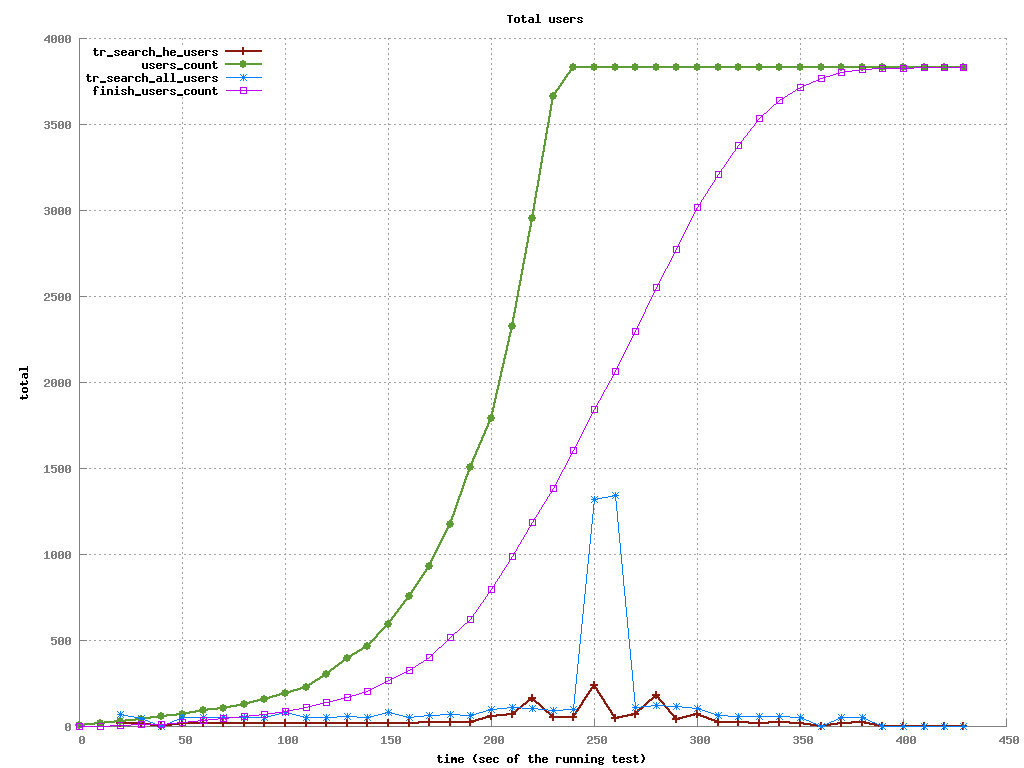 Total users
tr_search_he_users
users_count
tr_search_all_users
finish_users_count
4000
3500
3000
2500
2000
1500
1000
500
0
total
0 50 100 150 200 250 300 350 400 450
time (sec of the running test)